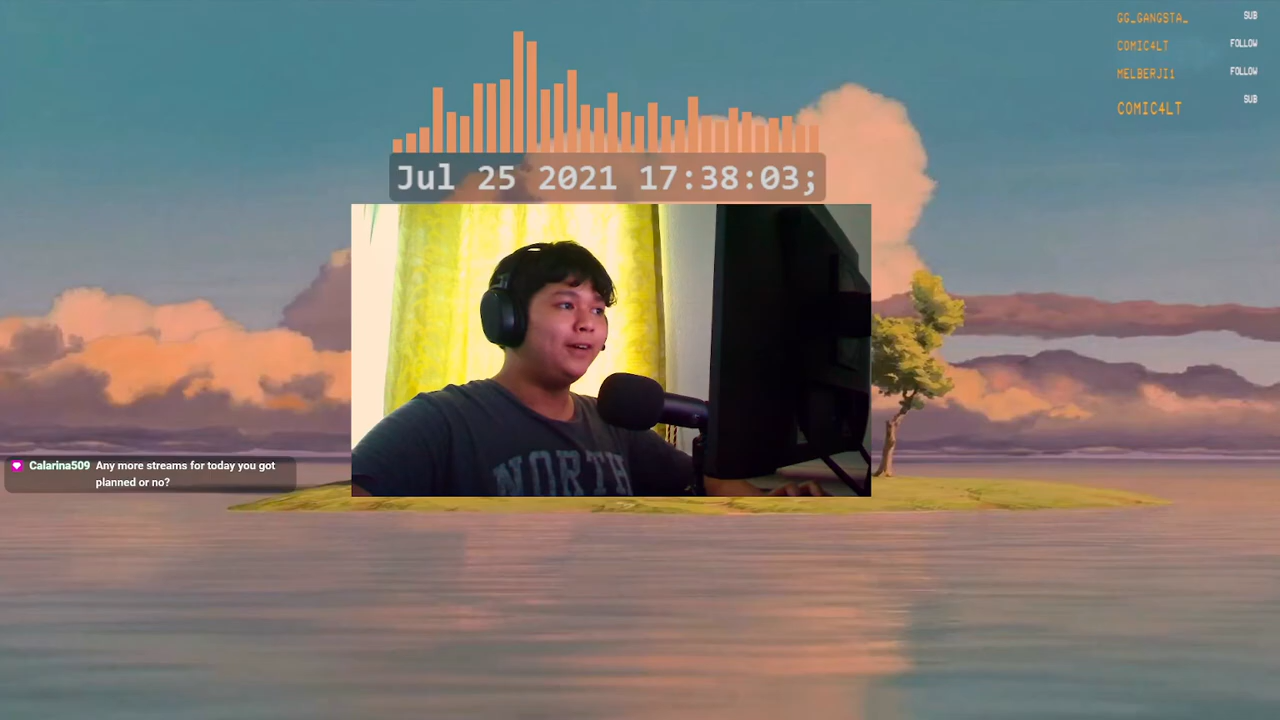 GG_GANGSTA_ SUB
COMIC4LT FOLLOW
MELBERJI1 FOLLOW
COMIC4LT SUB
Jul 25 2021 17:38:03;
NORTH
Calarina509 Any more streams for today you got
planned or no?